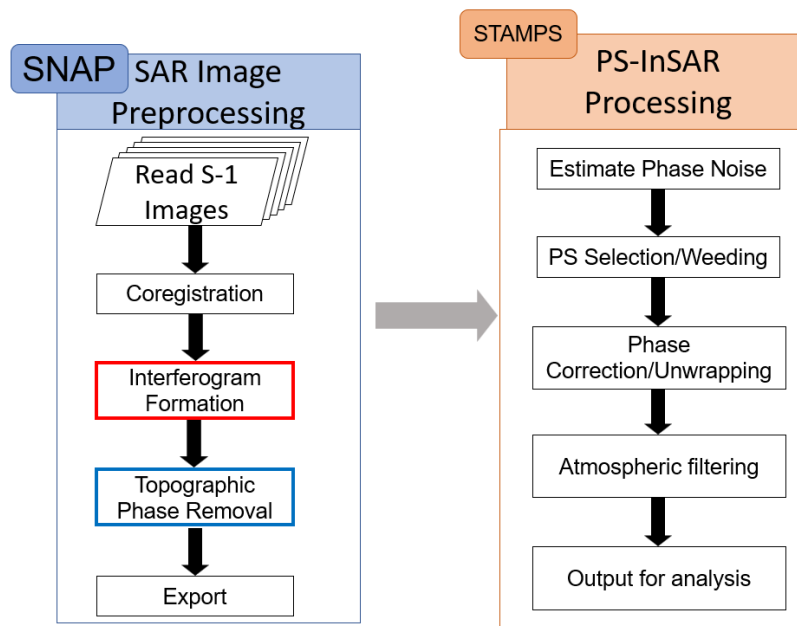 SNAP
SAR Image
Preprocessing
Read S-1
Images
Coregistration
Interferogram
Formation
Topographic
Phase Removal
Export
STAMPS
PS-InSAR
Processing
Estimate Phase Noise
PS Selection/Weeding
Phase
Correction/Unwrapping
Atmospheric filtering
Output for analysis